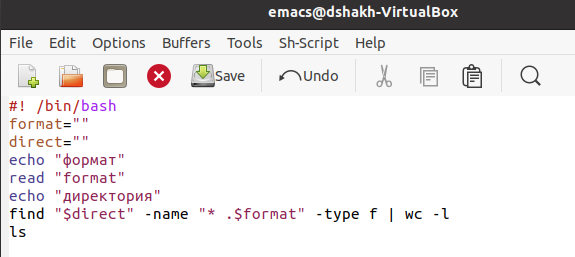 emacs@dshakh-VirtualBox
File Edit Options Buffers Tools Sh-Script Help
Save Undo
#! /bin/bash
format=""
direct=""
echo "формат"
read "format"
echo "директория"
find "$direct" -name "* .$format" -type f | wc -l
ls